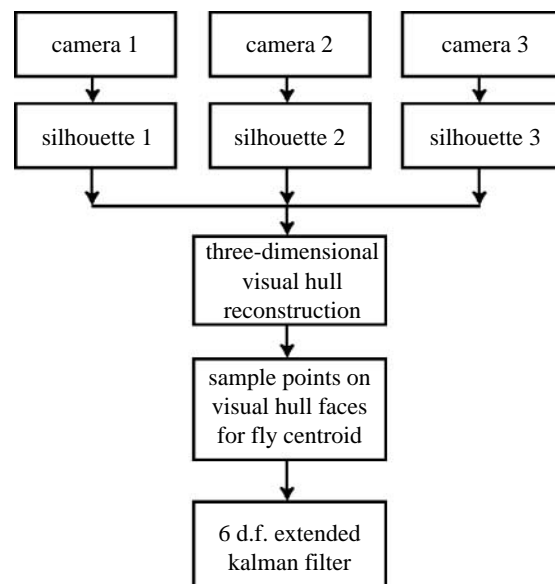 camera 1
camera 2
camera 3
silhouette 1
silhouette 2
silhouette 3
three-dimensional
visual hull
reconstruction
sample points on
visual hull faces
for fly centroid
6 d.f. extended
kalman filter